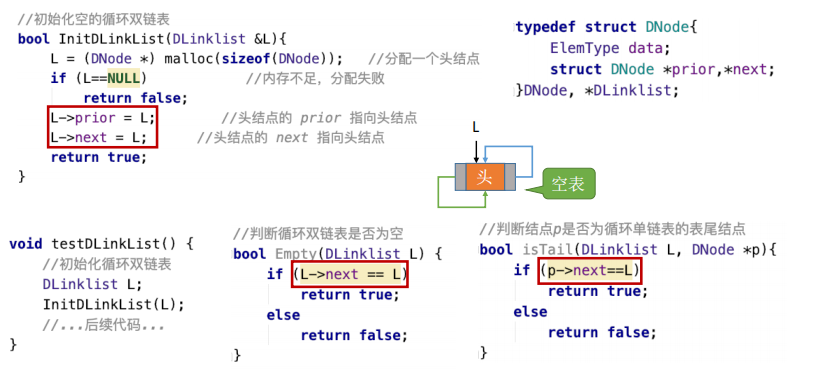 //初始化空的循环双链表
bool InitDLinkList(DLinklist &L){
L = (DNode *) malloc(sizeof(DNode)); //分配一个头结点
if (L==NULL) //内存不足，分配失败
return false;
L->prior = L; //头结点的 prior 指向头结点
L->next = L; //头结点的 next 指向头结点
return true;
}
typedef struct DNode{
ElemType data;
struct DNode *prior,*next;
}DNode, *DLinklist;
L
头
空表
void testDLinkList() {
//初始化循环双链表
DLinklist L;
InitDLinkList(L);
//...后续代码...
}
//判断循环双链表是否为空
bool Empty(DLinklist L) {
if (L->next == L)
return true;
else
return false;
}
//判断结点p是否为循环单链表的表尾结点
bool isTail(DLinklist L, DNode *p){
if (p->next==L)
return true;
else
return false;
}